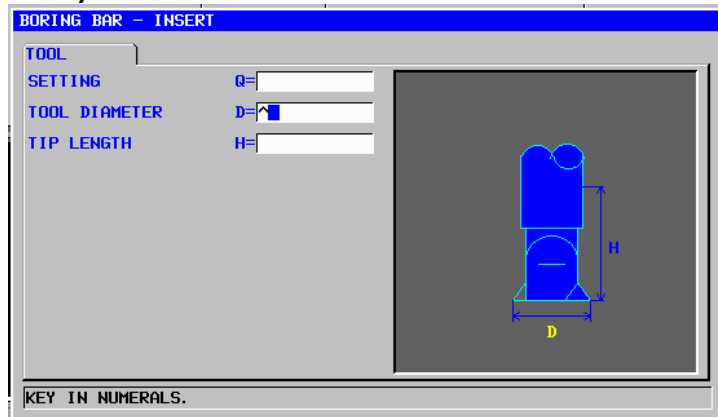 BORING BAR - INSERT
TOOL
SETTING Q=
TOOL DIAMETER D=^
TIP LENGTH H=
H
D
KEY IN NUMERALS.